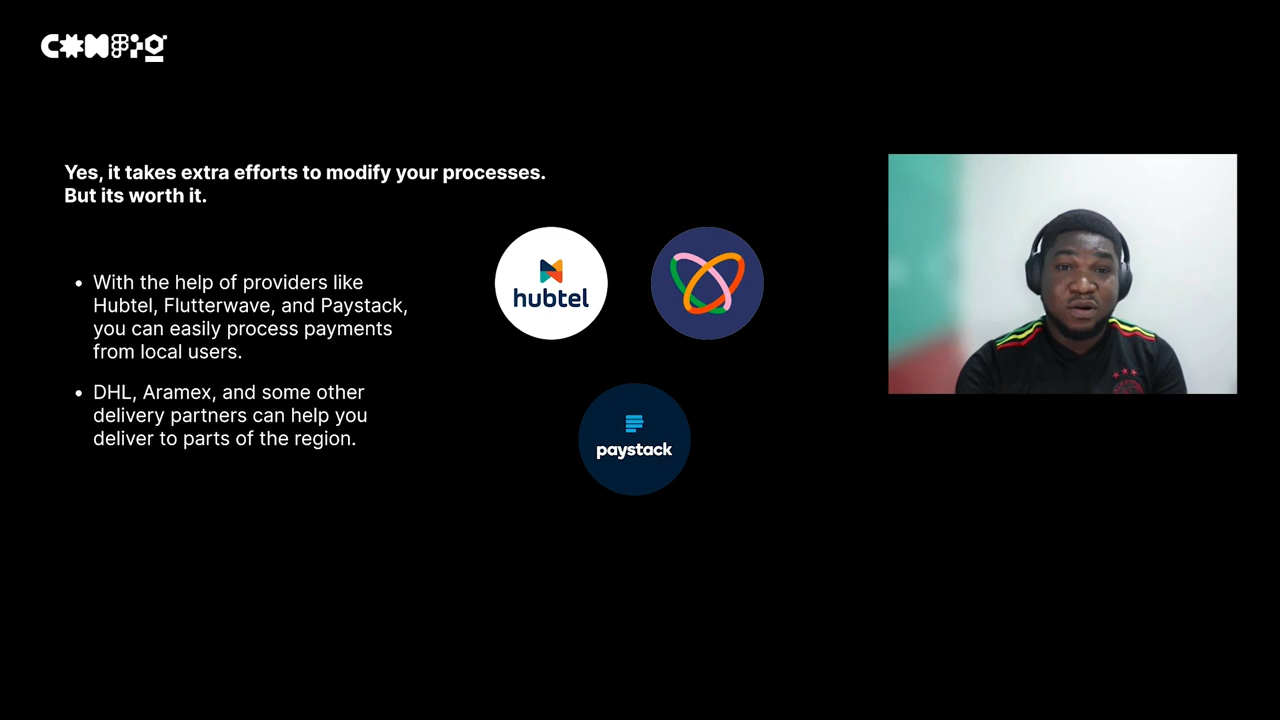 CONFIG
Yes, it takes extra efforts to modify your processes.
But its worth it.
• With the help of providers like
Hubtel, Flutterwave, and Paystack,
you can easily process payments
from local users.
• DHL, Aramex, and some other
delivery partners can help you
deliver to parts of the region.
hubtel
paystack